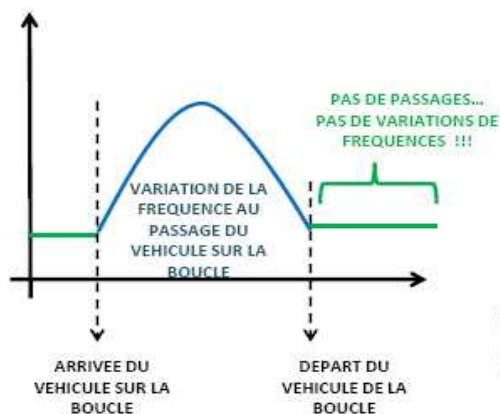 PAS DE PASSAGES...
PAS DE VARIATIONS DE
FREQUENCES !!!
VARIATION DE LA
FREQUENCE AU
PASSAGE DU
VEHICULE SUR LA
BOUCLE
ARRIVEE DU
VEHICULE SUR LA
BOUCLE
DEPART DU
VEHICULE DE LA
BOUCLE